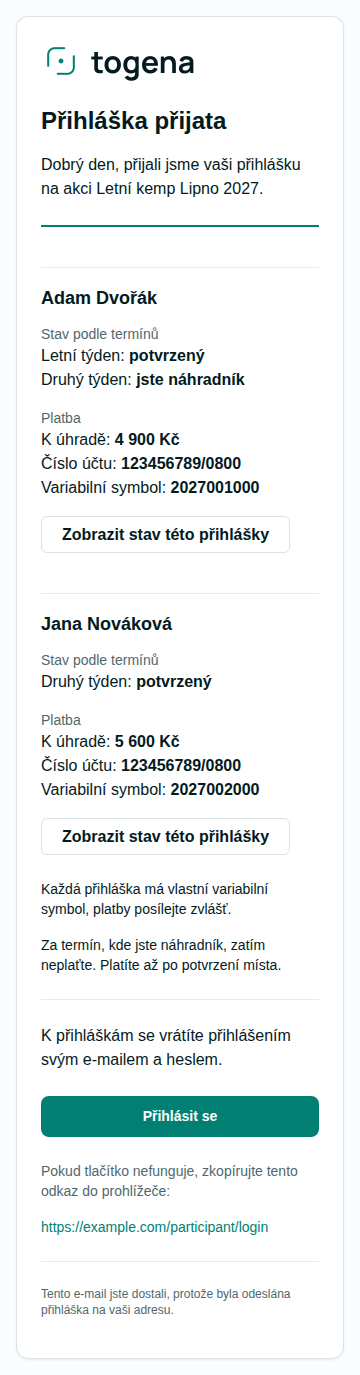 togena
Přihláška přijata
Dobrý den, přijali jsme vaši přihlášku
na akci Letní kemp Lipno 2027.
Adam Dvořák
Stav podle termínů
Letní týden: potvrzený
Druhý týden: jste náhradník
Platba
K úhradě: 4 900 Kč
Číslo účtu: 123456789/0800
Variabilní symbol: 2027001000
Zobrazit stav této přihlášky
Jana Nováková
Stav podle termínů
Druhý týden: potvrzený
Platba
K úhradě: 5 600 Kč
Číslo účtu: 123456789/0800
Variabilní symbol: 2027002000
Zobrazit stav této přihlášky
Každá přihláška má vlastní variabilní
symbol, platby posílejte zvlášť.
Za termín, kde jste náhradník, zatím
neplaťte. Platíte až po potvrzení místa.
K přihláškám se vrátíte přihlášením
svým e-mailem a heslem.
Přihlásit se
Pokud tlačítko nefunguje, zkopírujte tento
odkaz do prohlížeče:
https://example.com/participant/login
Tento e-mail jste dostali, protože byla odeslána
přihláška na vaši adresu.